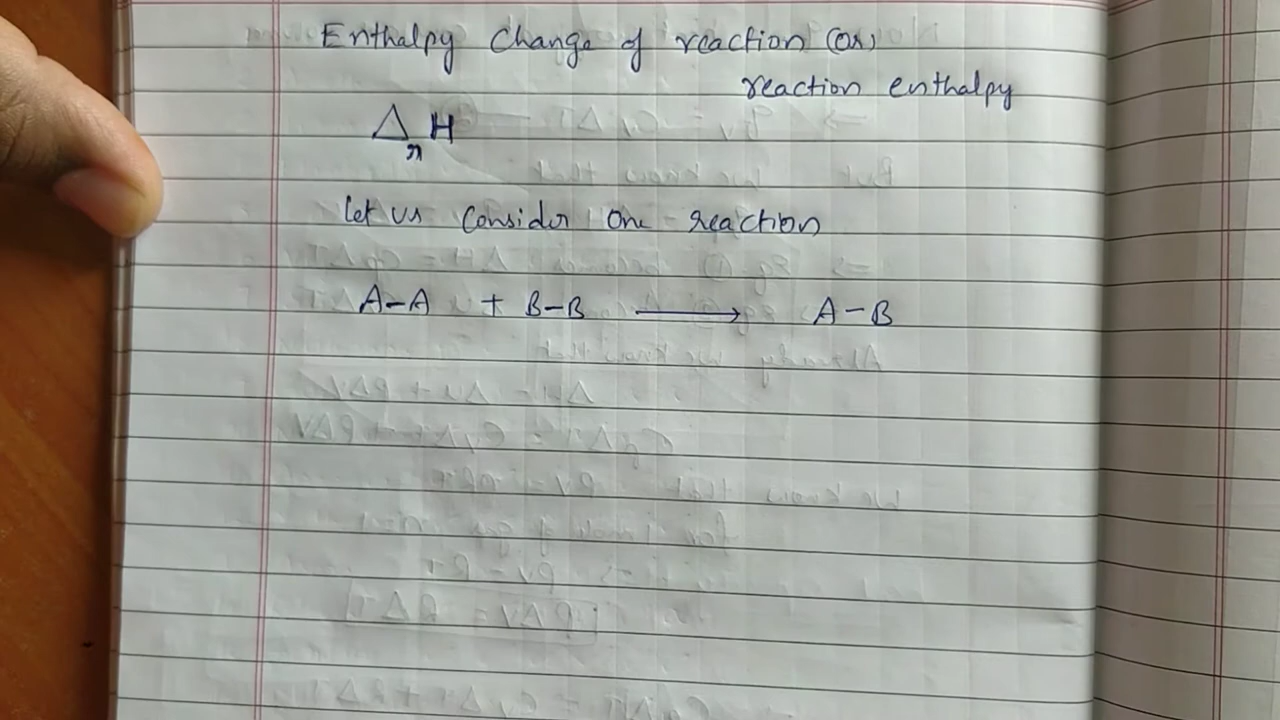 Enthalpy Change of reaction (or)
reaction enthalpy
ΔrH
let us Consider One reaction
A-A + B-B → A-B